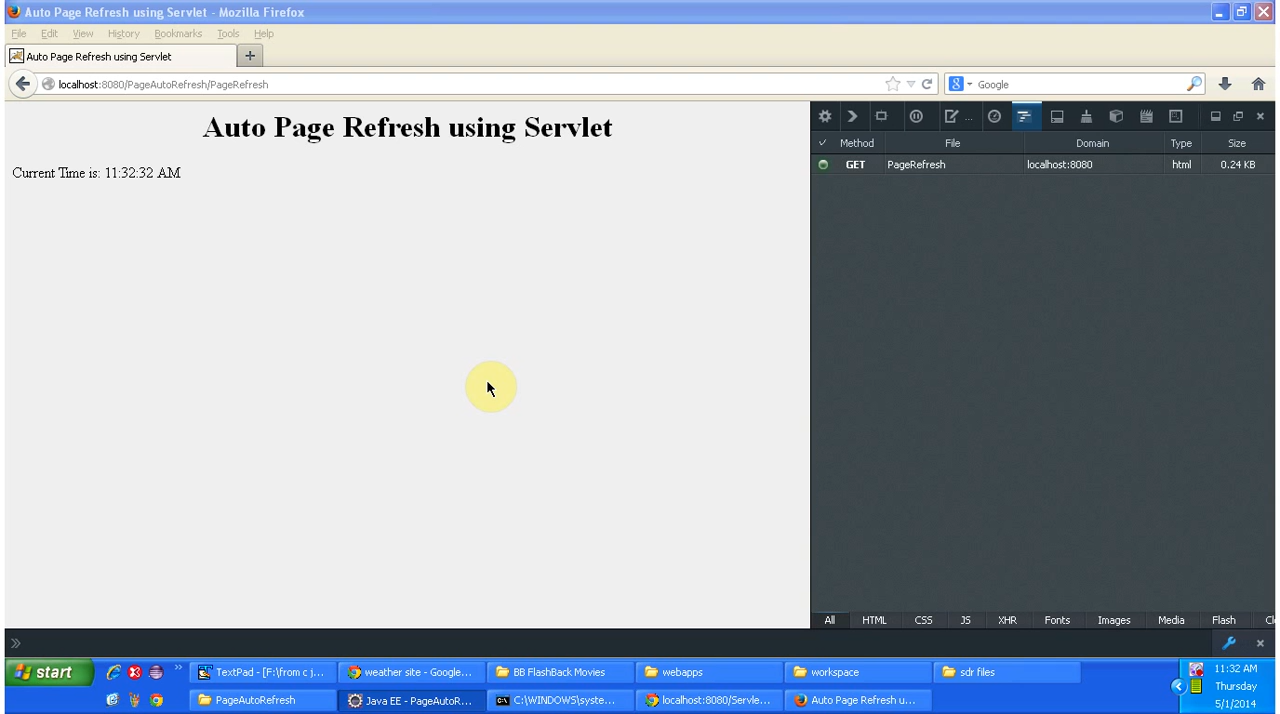 Auto Page Refresh using Servlet - Mozilla Firefox
File Edit View History Bookmarks Tools Help
Auto Page Refresh using Servlet
localhost:8080/PageAutoRefresh/PageRefresh
8 Google
Auto Page Refresh using Servlet
Current Time is: 11:32:32 AM
✓ Method File Domain Type Size
GET PageRefresh localhost:8080 html 0.24 KB
All HTML CSS JS XHR Fonts Images Media Flash
start
TextPad - [F:\from c j... weather site - Google... BB FlashBack Movies webapps workspace sdr files
PageAutoRefresh Java EE - PageAutoR... C:\WINDOWS\syste... localhost:8080/Servle... Auto Page Refresh u...
11:32 AM
Thursday
5/1/2014